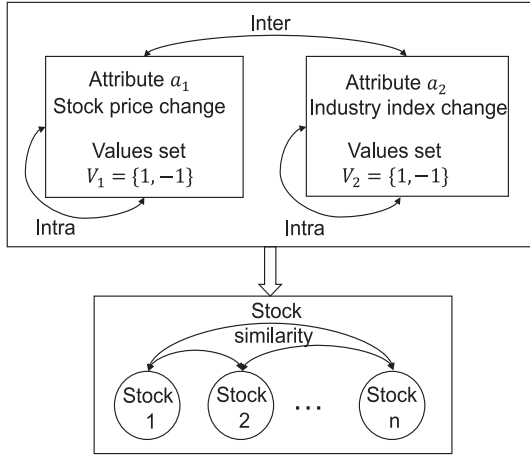 Inter
Attribute a₁
Stock price change
Values set
V₁ = {1, −1}
Intra
Attribute a₂
Industry index change
Values set
V₂ = {1, −1}
Intra
Stock
similarity
Stock
1
Stock
2
...
Stock
n